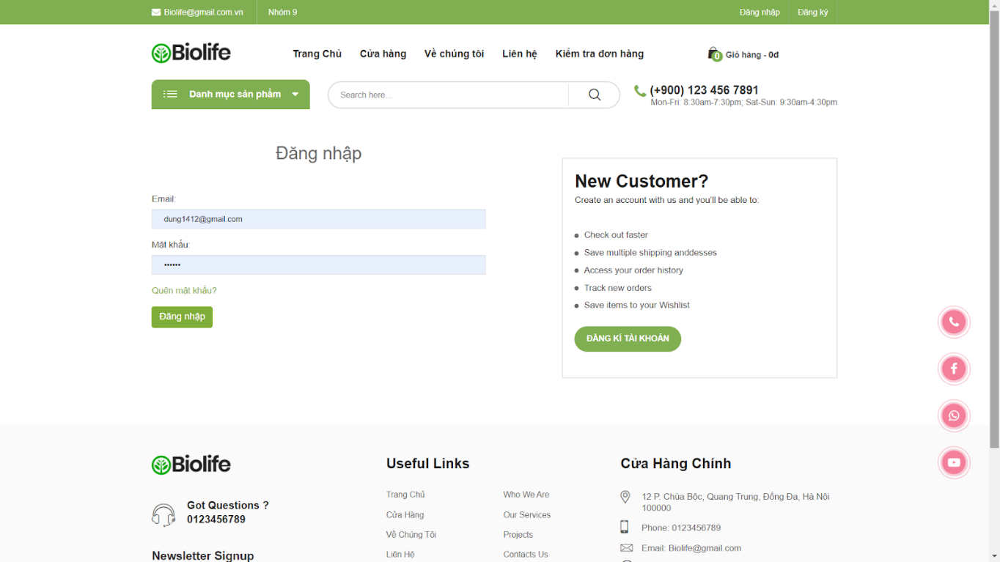 Biolife@gmail.com.vn
Nhóm 9
Đăng nhập
Đăng ký
Biolife
Trang Chủ
Cửa hàng
Về chúng tôi
Liên hệ
Kiểm tra đơn hàng
0
Giỏ hàng - 0đ
Danh mục sản phẩm
Search here...
(+900) 123 456 7891
Mon-Fri: 8:30am-7:30pm; Sat-Sun: 9:30am-4:30pm
Đăng nhập
Email:
dung1412@gmail.com
Mật khẩu:
••••••
Quên mật khẩu?
Đăng nhập
New Customer?
Create an account with us and you’ll be able to:
Check out faster
Save multiple shipping anddesses
Access your order history
Track new orders
Save items to your Wishlist
ĐĂNG KÍ TÀI KHOẢN
Biolife
Got Questions ?
0123456789
Newsletter Signup
Useful Links
Trang Chủ
Cửa Hàng
Về Chúng Tôi
Liên Hệ
Who We Are
Our Services
Projects
Contacts Us
Cửa Hàng Chính
12 P. Chùa Bộc, Quang Trung, Đống Đa, Hà Nội
100000
Phone: 0123456789
Email: Biolife@gmail.com